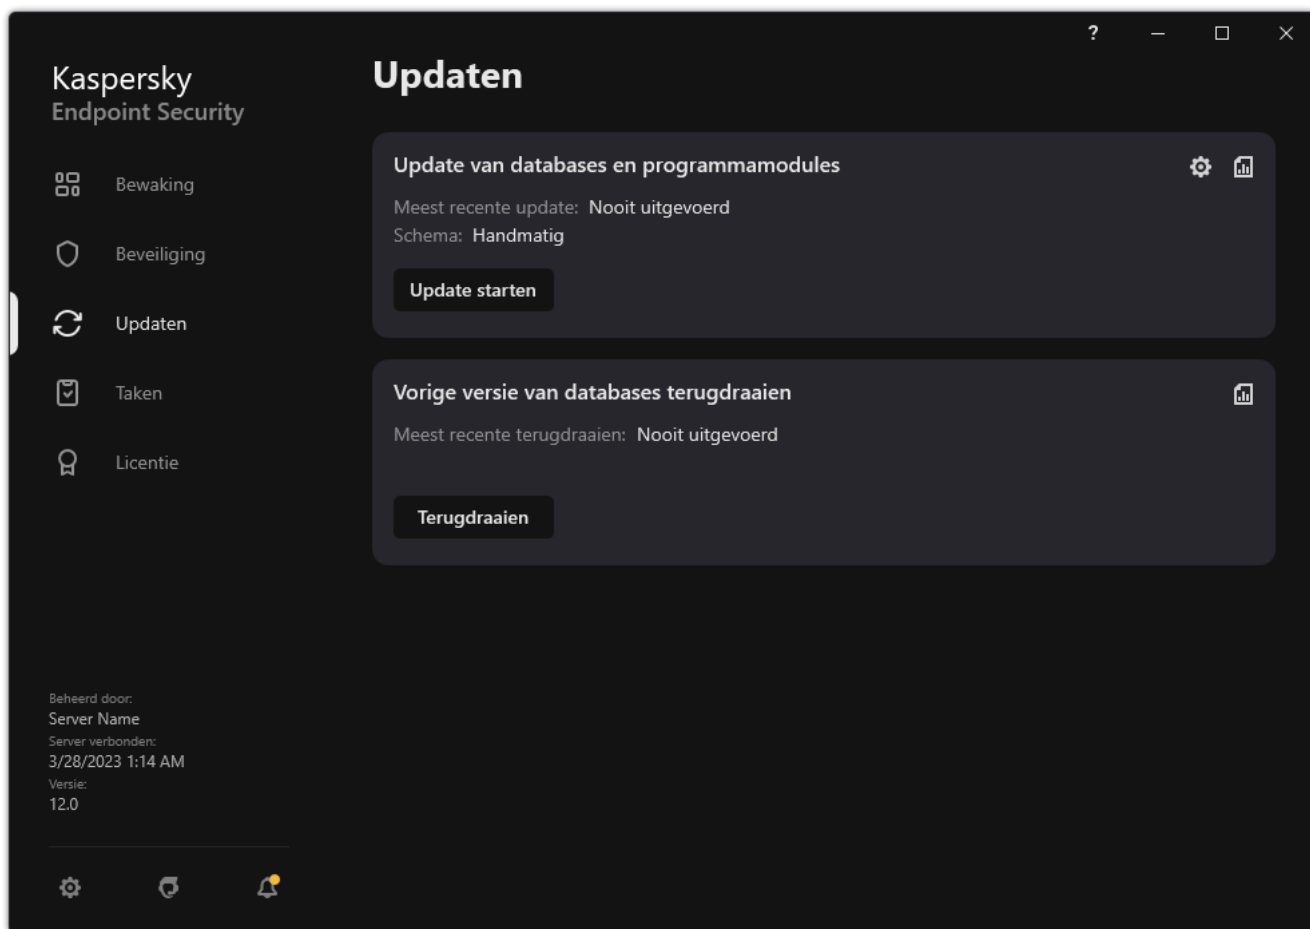 ?
Kaspersky
Endpoint Security
Bewaking
Beveiliging
Updaten
Taken
Licentie
Beheerd door:
Server Name
Server verbonden:
3/28/2023 1:14 AM
Versie:
12.0
Updaten
Update van databases en programmamodules
Meest recente update: Nooit uitgevoerd
Schema: Handmatig
Update starten
Vorige versie van databases terugdraaien
Meest recente terugdraaien: Nooit uitgevoerd
Terugdraaien